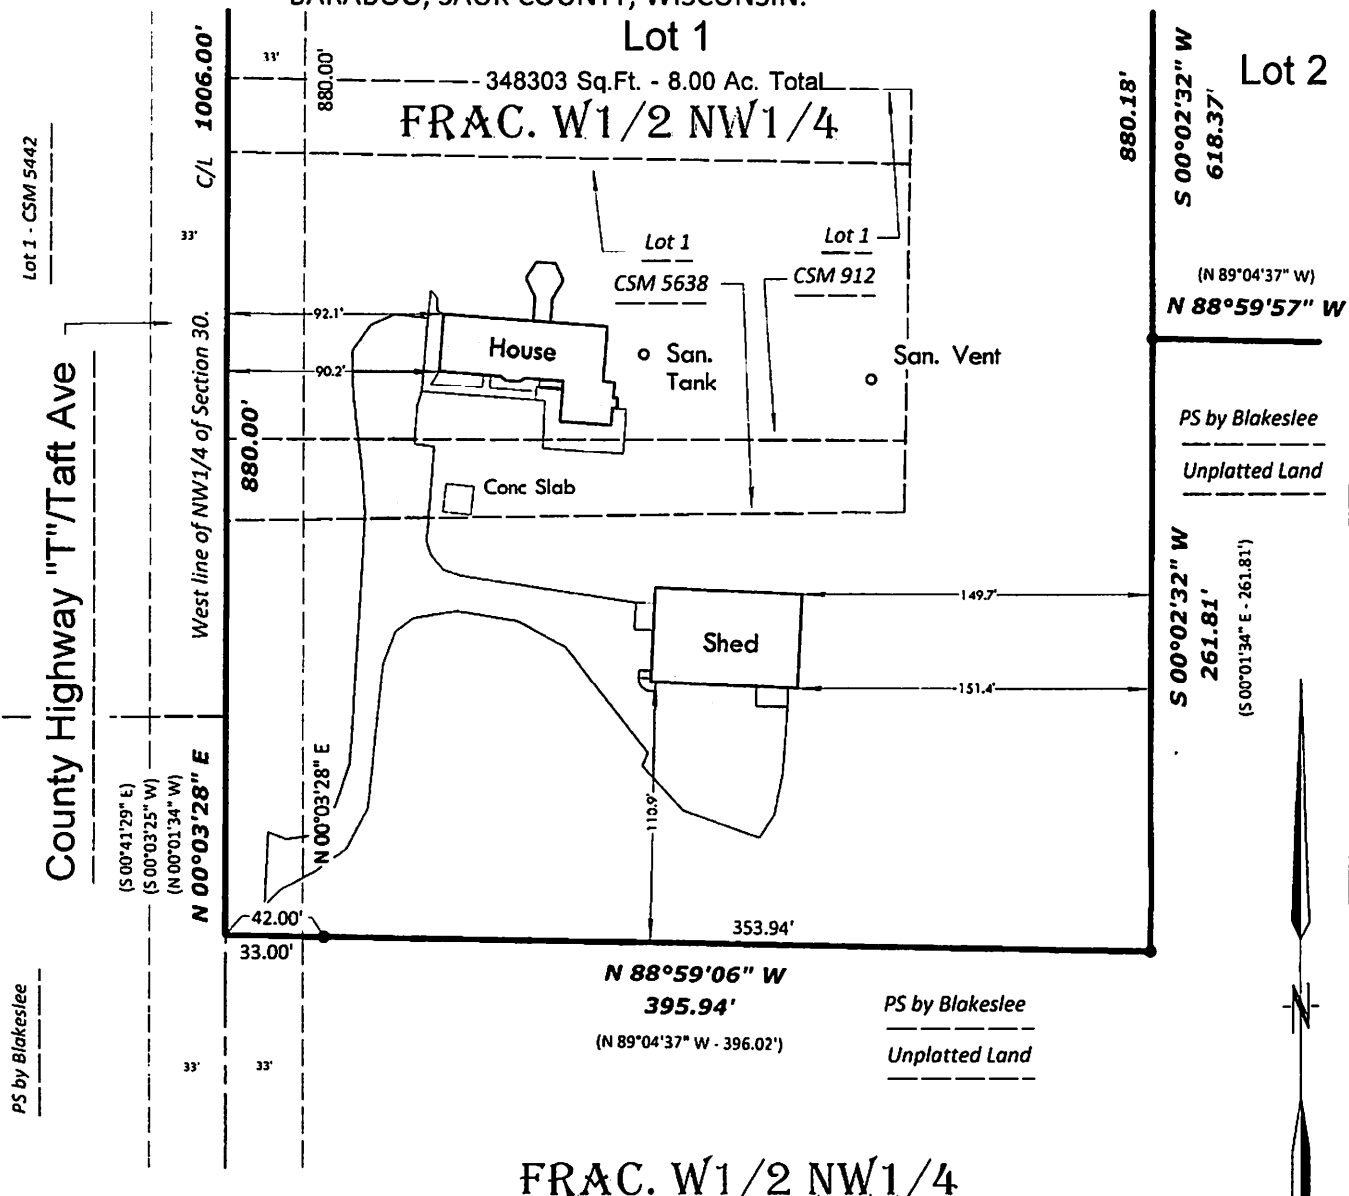 BARABOO, SAUK COUNTY, WISCONSIN.
Lot 1
348303 Sq.Ft. - 8.00 Ac. Total
FRAC. W1/2 NW1/4
33'
880.00'
C/L 1006.00'
880.18'
S 00°02'32" W
618.37'
Lot 2
Lot 1 - CSM 5442
33'
Lot 1
CSM 5638
Lot 1
CSM 912
(N 89°04'37" W)
N 88°59'57" W
92.1'
90.2'
House
San.
Tank
San. Vent
West line of NW1/4 of Section 30.
880.00'
County Highway "T"/Taft Ave
PS by Blakeslee
Unplatted Land
Conc Slab
149.7'
Shed
151.4'
S 00°02'32" W
261.81'
(S 00°01'34" E - 261.81')
110.9'
N 00°03'28" E
(S 00°41'29" E)
(S 00°03'25" W)
(N 00°01'34" W)
N 00°03'28" E
42.00'
33.00'
353.94'
N 88°59'06" W
395.94'
(N 89°04'37" W - 396.02')
PS by Blakeslee
Unplatted Land
PS by Blakeslee
33'
33'
N
FRAC. W1/2 NW1/4